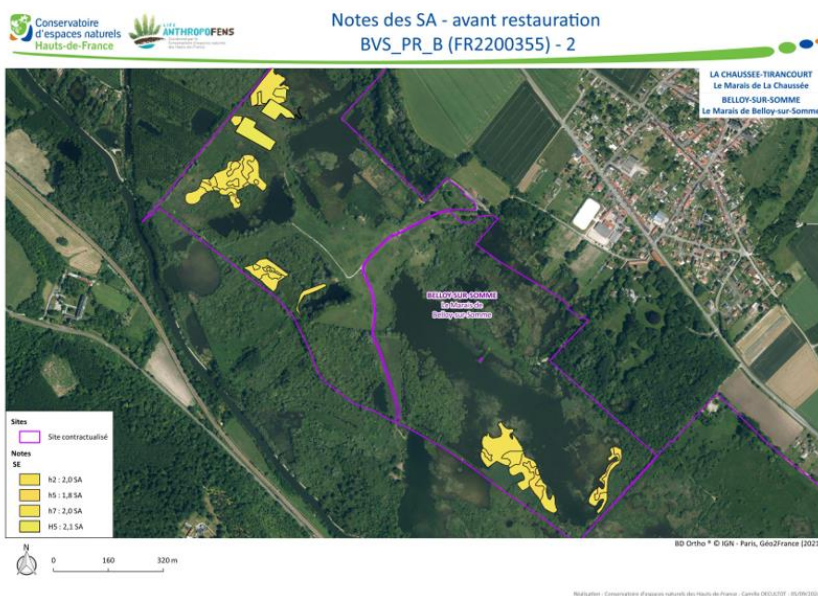 Conservatoire
d'espaces naturels
Hauts-de-France
LIFE
ANTHROPOFENS
Notes des SA - avant restauration
BVS_PR_B (FR2200355) - 2
LA CHAUSSEE-TIRANCOURT
Le Marais de La Chaussée
BELLOY-SUR-SOMME
Le Marais de Belloy-sur-Somme
BELLOY-SUR-SOMME
Le Marais de
Belloy-sur-Somme
Sites
Site contractualisé
Notes
SE
h2 : 2,0 SA
h5 : 1,8 SA
h7 : 2,0 SA
H5 : 2,1 SA
N
0 160 320 m
BD Ortho ® © IGN - Paris, Géo2France (2021
Réalisation : Conservatoire d'espaces naturels des Hauts-de-France - Camille